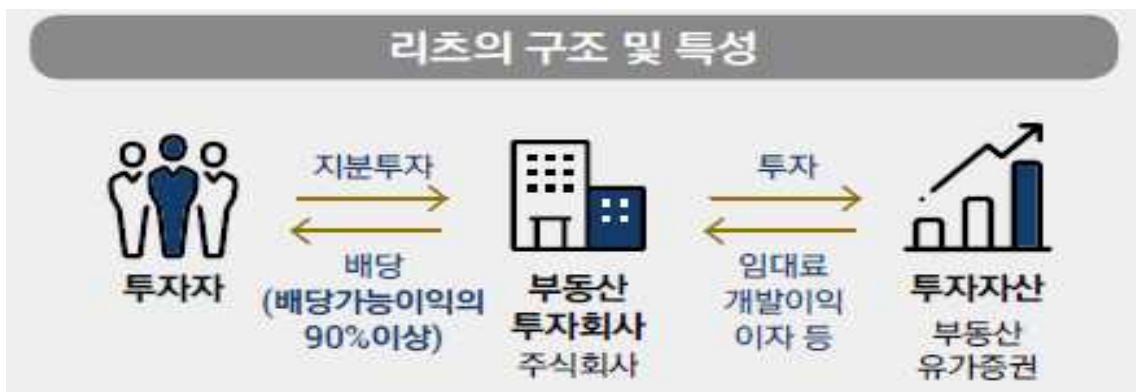 리츠의 구조 및 특성
지분투자
투자
투자자
배당
(배당가능이익의
90%이상)
부동산
투자회사
주식회사
임대료
개발이익
이자 등
투자자산
부동산
유가증권